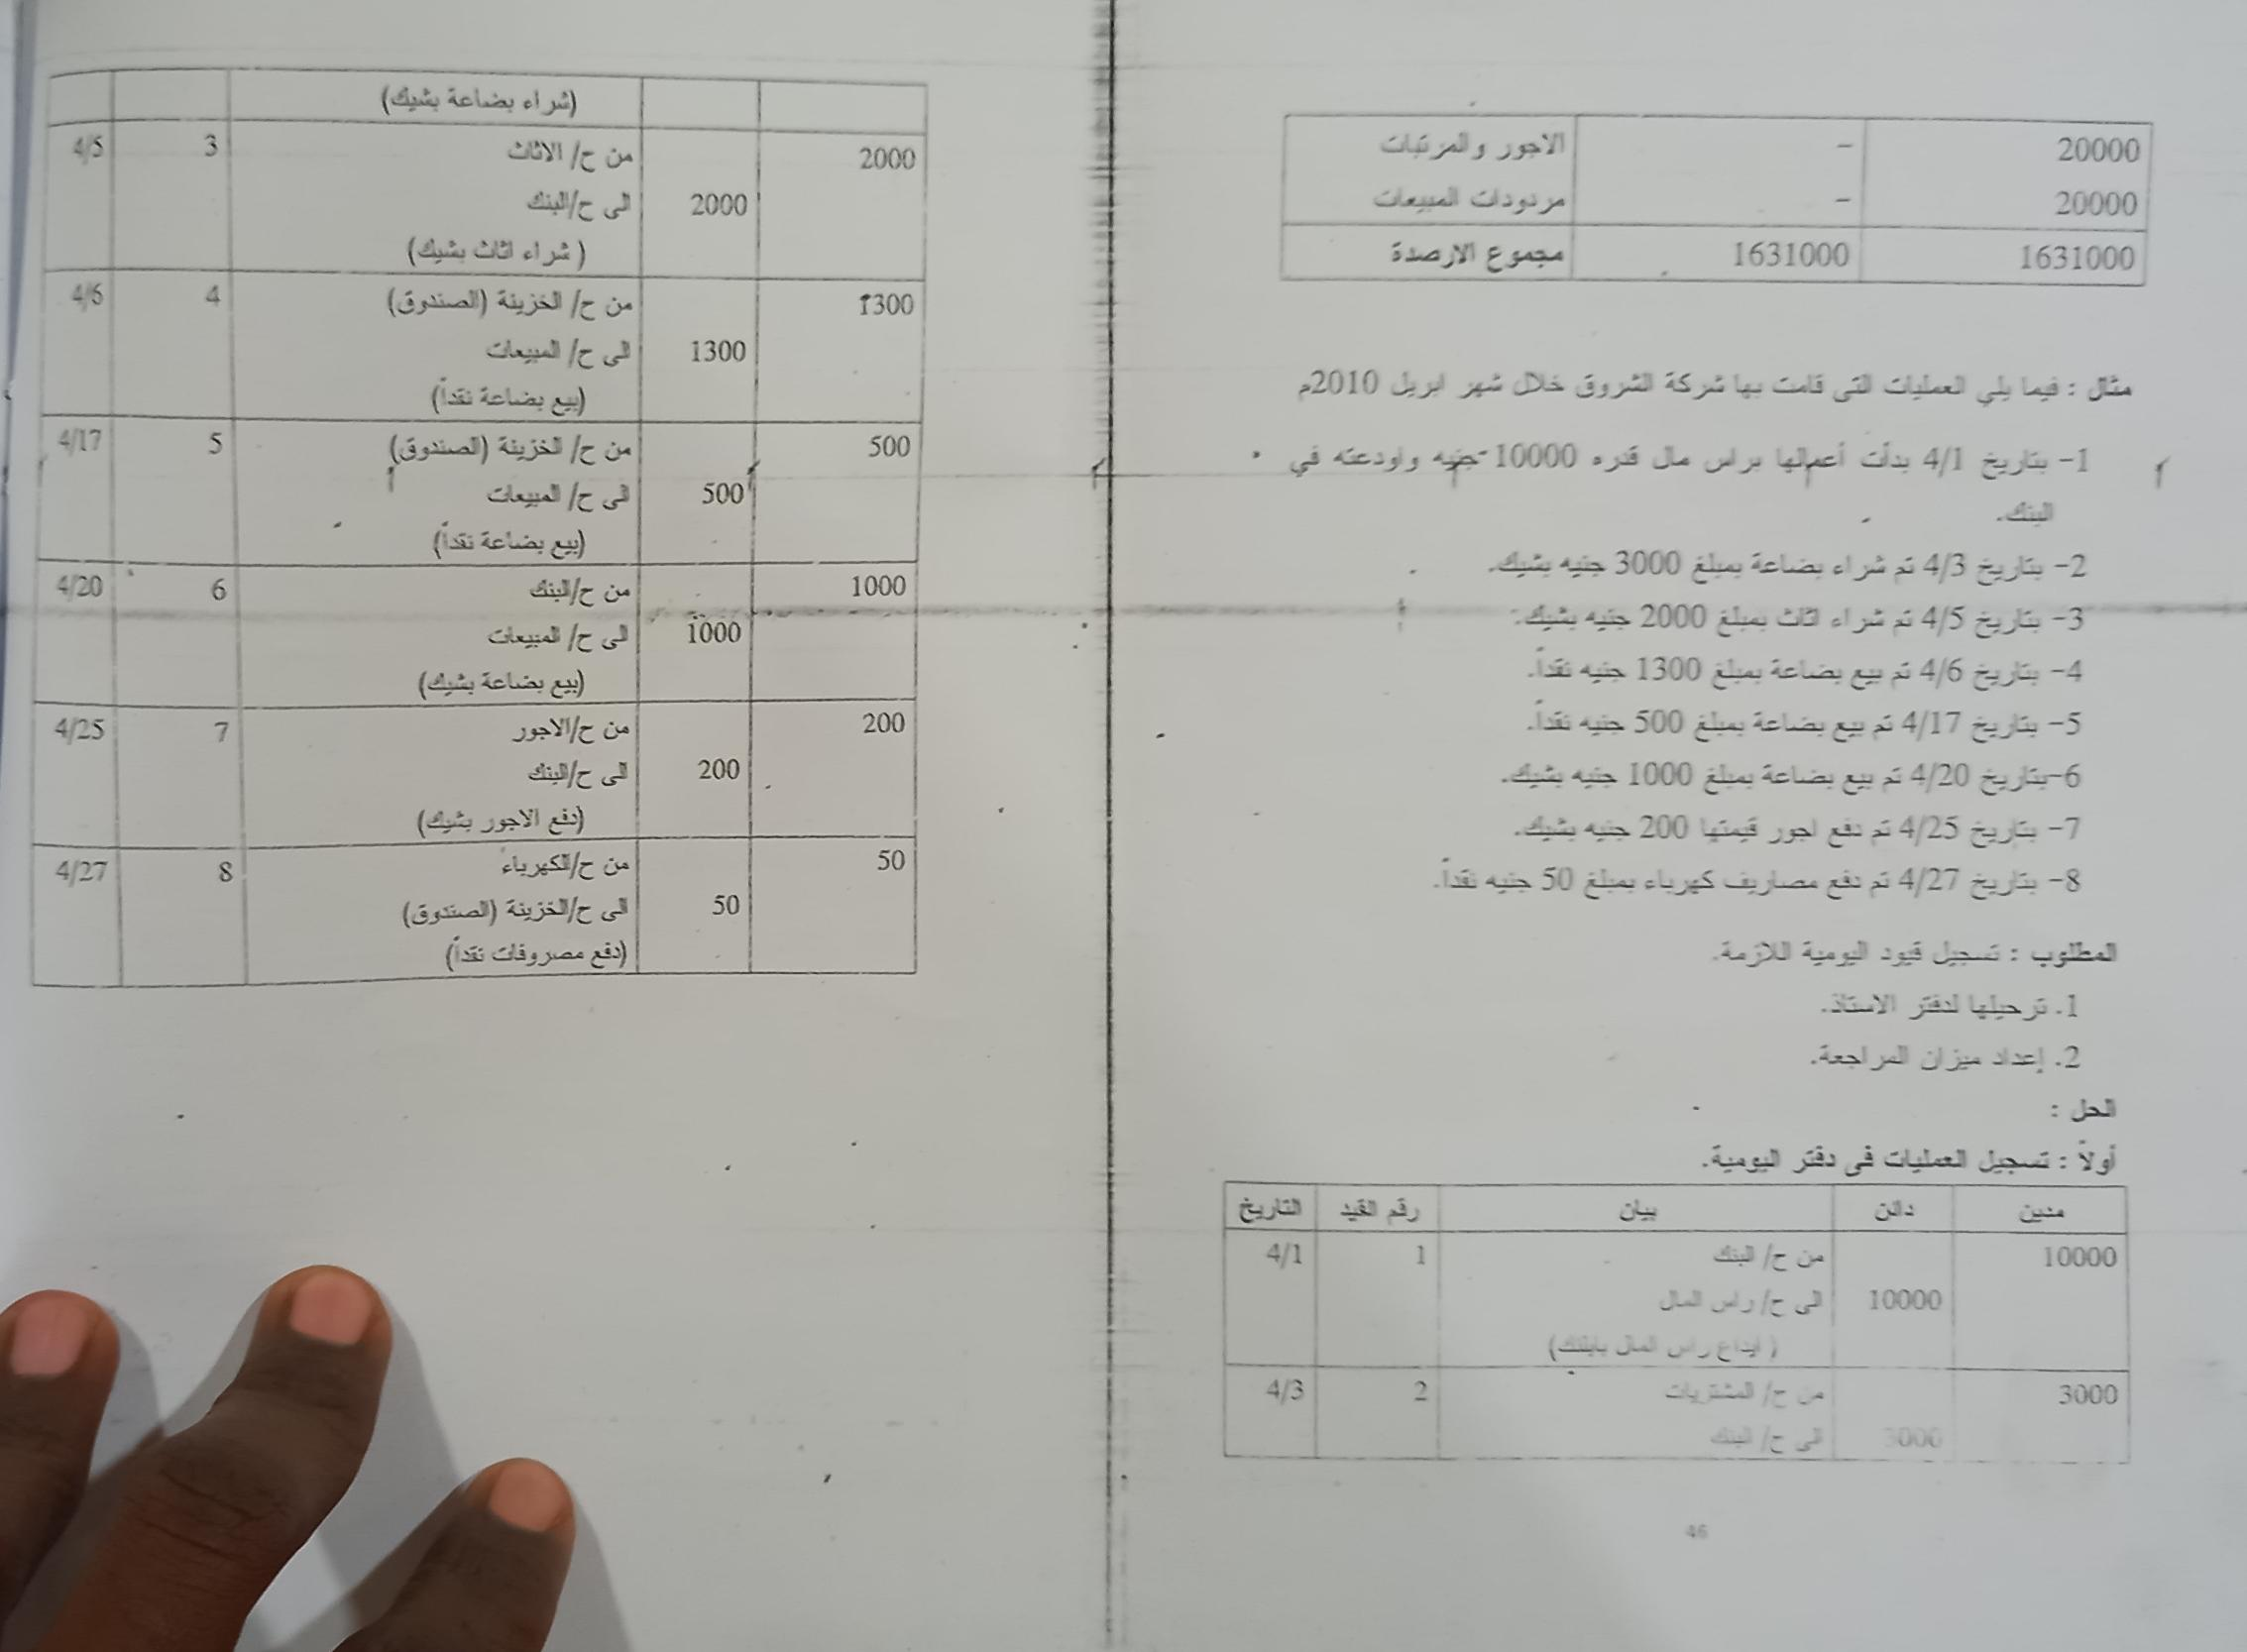 الاجور والمرتبات – 20000
مردودات المبيعات – 20000
مجموع الارصدة 1631000 1631000
مثال : فيما يلي العمليات التى قامت بها شركة الشروق خلال شهر ابريل 2010م
1- بتاريخ 4/1 بدأت أعمالها براس مال قدره 10000 جنيه واودعته في
البنك.
2- بتاريخ 4/3 تم شراء بضاعة بمبلغ 3000 جنيه بشيك.
3- بتاريخ 4/5 تم شراء اثاث بمبلغ 2000 جنيه بشيك.
4- بتاريخ 4/6 تم بيع بضاعة بمبلغ 1300 جنيه نقداً.
5- بتاريخ 4/17 تم بيع بضاعة بمبلغ 500 جنيه نقداً.
6-بتاريخ 4/20 تم بيع بضاعة بمبلغ 1000 جنيه بشيك.
7- بتاريخ 4/25 تم دفع اجور قيمتها 200 جنيه بشيك.
8- بتاريخ 4/27 تم دفع مصاريف كهرباء بمبلغ 50 جنيه نقداً.
المطلوب : تسجيل قيود اليومية اللازمة.
1. ترحيلها لدفتر الاستاذ.
2. إعداد ميزان المراجعة.
الحل :
أولاً : تسجيل العمليات فى دفتر اليومية.
مدين دائن بيان رقم القيد التاريخ
10000 من ح/ البنك 1 4/1
10000 الى ح/ راس المال
( ايداع راس المال بالبنك)
3000 من ح/ المشتريات 2 4/3
3000 الى ح/ البنك
46
(شراء بضاعة بشيك)
2000 من ح/ الاثاث 3 4/5
2000 الى ح/البنك
( شراء اثاث بشيك)
1300 من ح/ الخزينة (الصندوق) 4 4/6
1300 الى ح/ المبيعات
(بيع بضاعة نقداً)
500 من ح/ الخزينة (الصندوق) 5 4/17
500 الى ح/ المبيعات
(بيع بضاعة نقداً)
1000 من ح/البنك 6 4/20
1000 الى ح/ المبيعات
(بيع بضاعة بشيك)
200 من ح/الاجور 7 4/25
200 الى ح/البنك
(دفع الاجور بشيك)
50 من ح/الكهرباء 8 4/27
50 الى ح/الخزينة (الصندوق)
(دفع مصروفات نقداً)